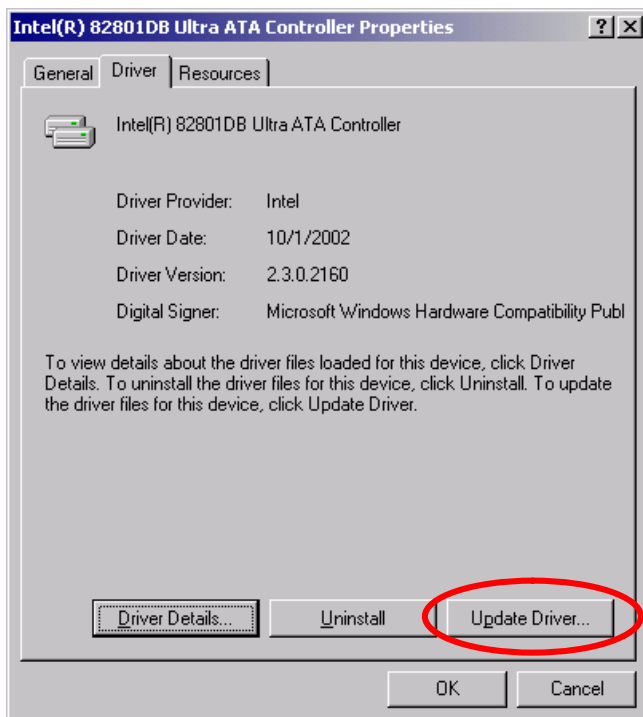 Intel(R) 82801DB Ultra ATA Controller Properties
General Driver Resources
Intel(R) 82801DB Ultra ATA Controller
Driver Provider: Intel
Driver Date: 10/1/2002
Driver Version: 2.3.0.2160
Digital Signer: Microsoft Windows Hardware Compatibility Publ
To view details about the driver files loaded for this device, click Driver
Details. To uninstall the driver files for this device, click Uninstall. To update
the driver files for this device, click Update Driver.
Driver Details... Uninstall Update Driver...
OK Cancel